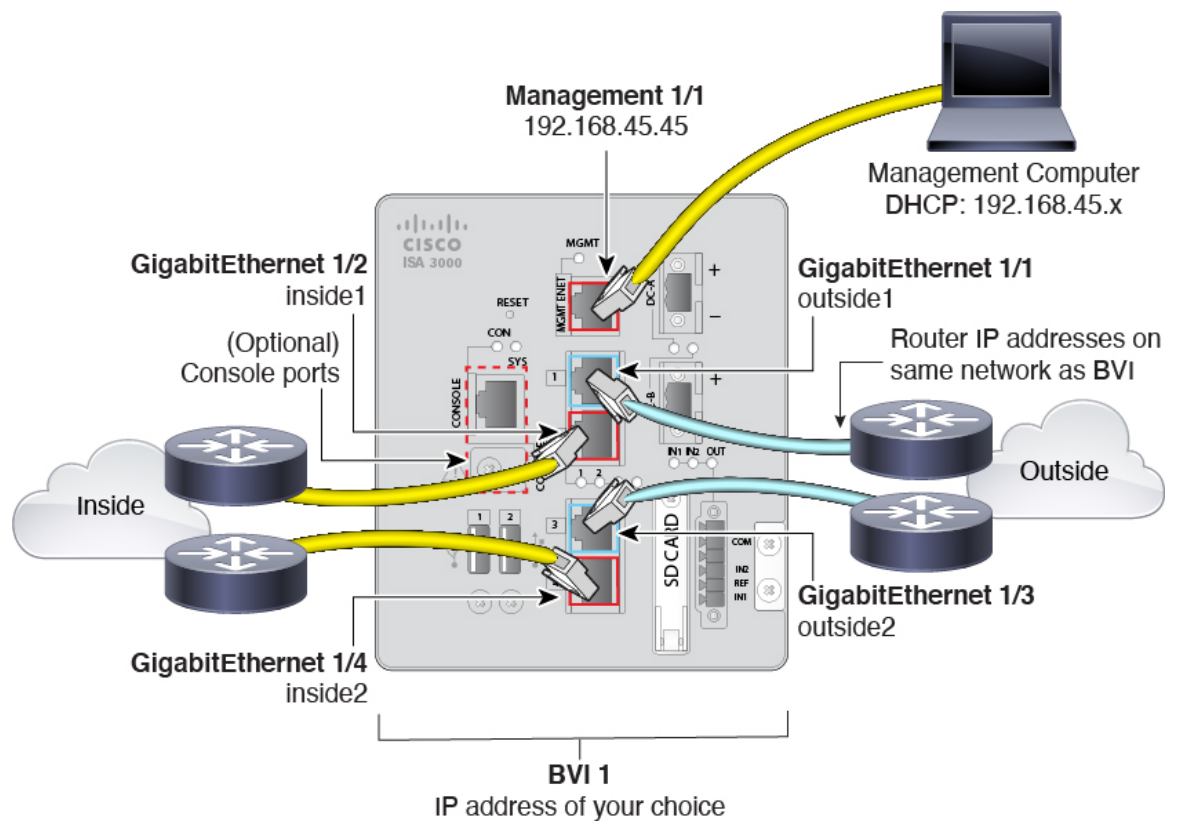 Management 1/1
192.168.45.45
Management Computer
DHCP: 192.168.45.x
CISCO
ISA 3000
MGMT
MGMT ENET
DC-A
+
−
GigabitEthernet 1/2
inside1
GigabitEthernet 1/1
outside1
RESET
CON
SYS
(Optional)
Console ports
CONSOLE
1
+
Router IP addresses on
same network as BVI
IN1 IN2 OUT
1 2
Inside
Outside
1
2
3
SD CARD
COM
IN2
REF
IN1
GigabitEthernet 1/3
outside2
GigabitEthernet 1/4
inside2
BVI 1
IP address of your choice